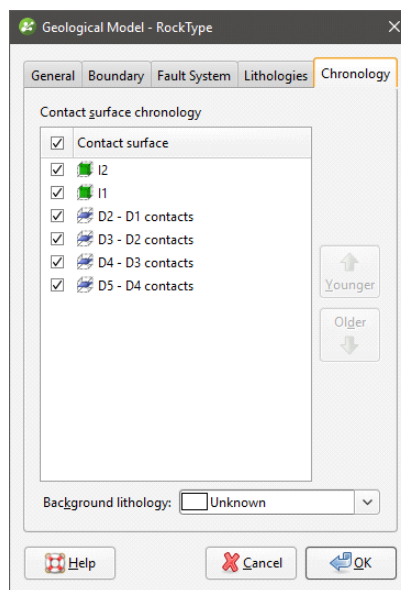 Geological Model - RockType
General Boundary Fault System Lithologies Chronology
Contact surface chronology
Contact surface
I2
I1
D2 - D1 contacts
D3 - D2 contacts
D4 - D3 contacts
D5 - D4 contacts
Younger
Older
Background lithology: Unknown
Help Cancel OK